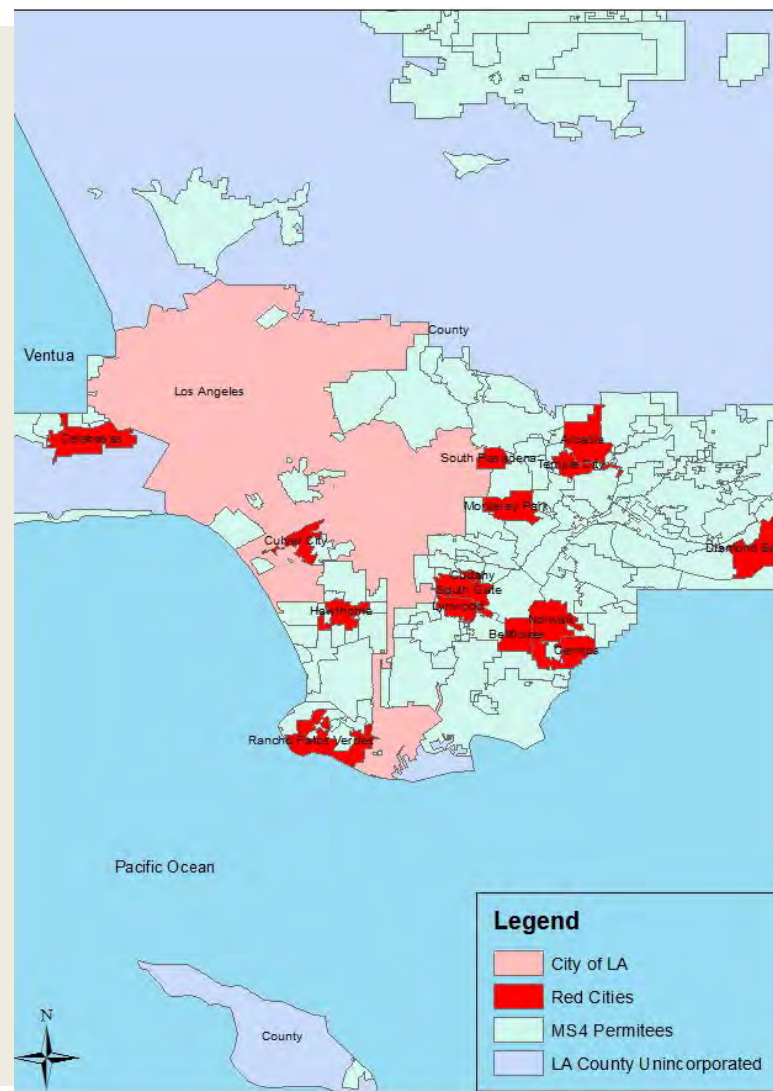 County
Ventua
Los Angeles
Calabasas
Arcadia
South Pasadena
Temple City
Monterey Park
Culver City
Diamond Ba
Cudahy
South Gate
Lynwood
Hawthorne
Norwalk
Bellflower
Cerritos
Rancho Palos Verdes
Pacific Ocean
Legend
City of LA
Red Cities
MS4 Permitees
LA County Unincorporated
N
County